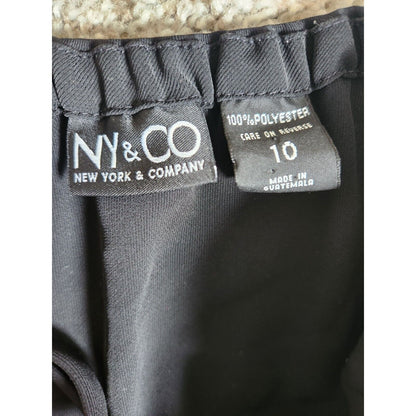 NY&CO
NEW YORK & COMPANY
100% POLYESTER
CARE ON REVERSE
10
MADE IN
GUATEMALA